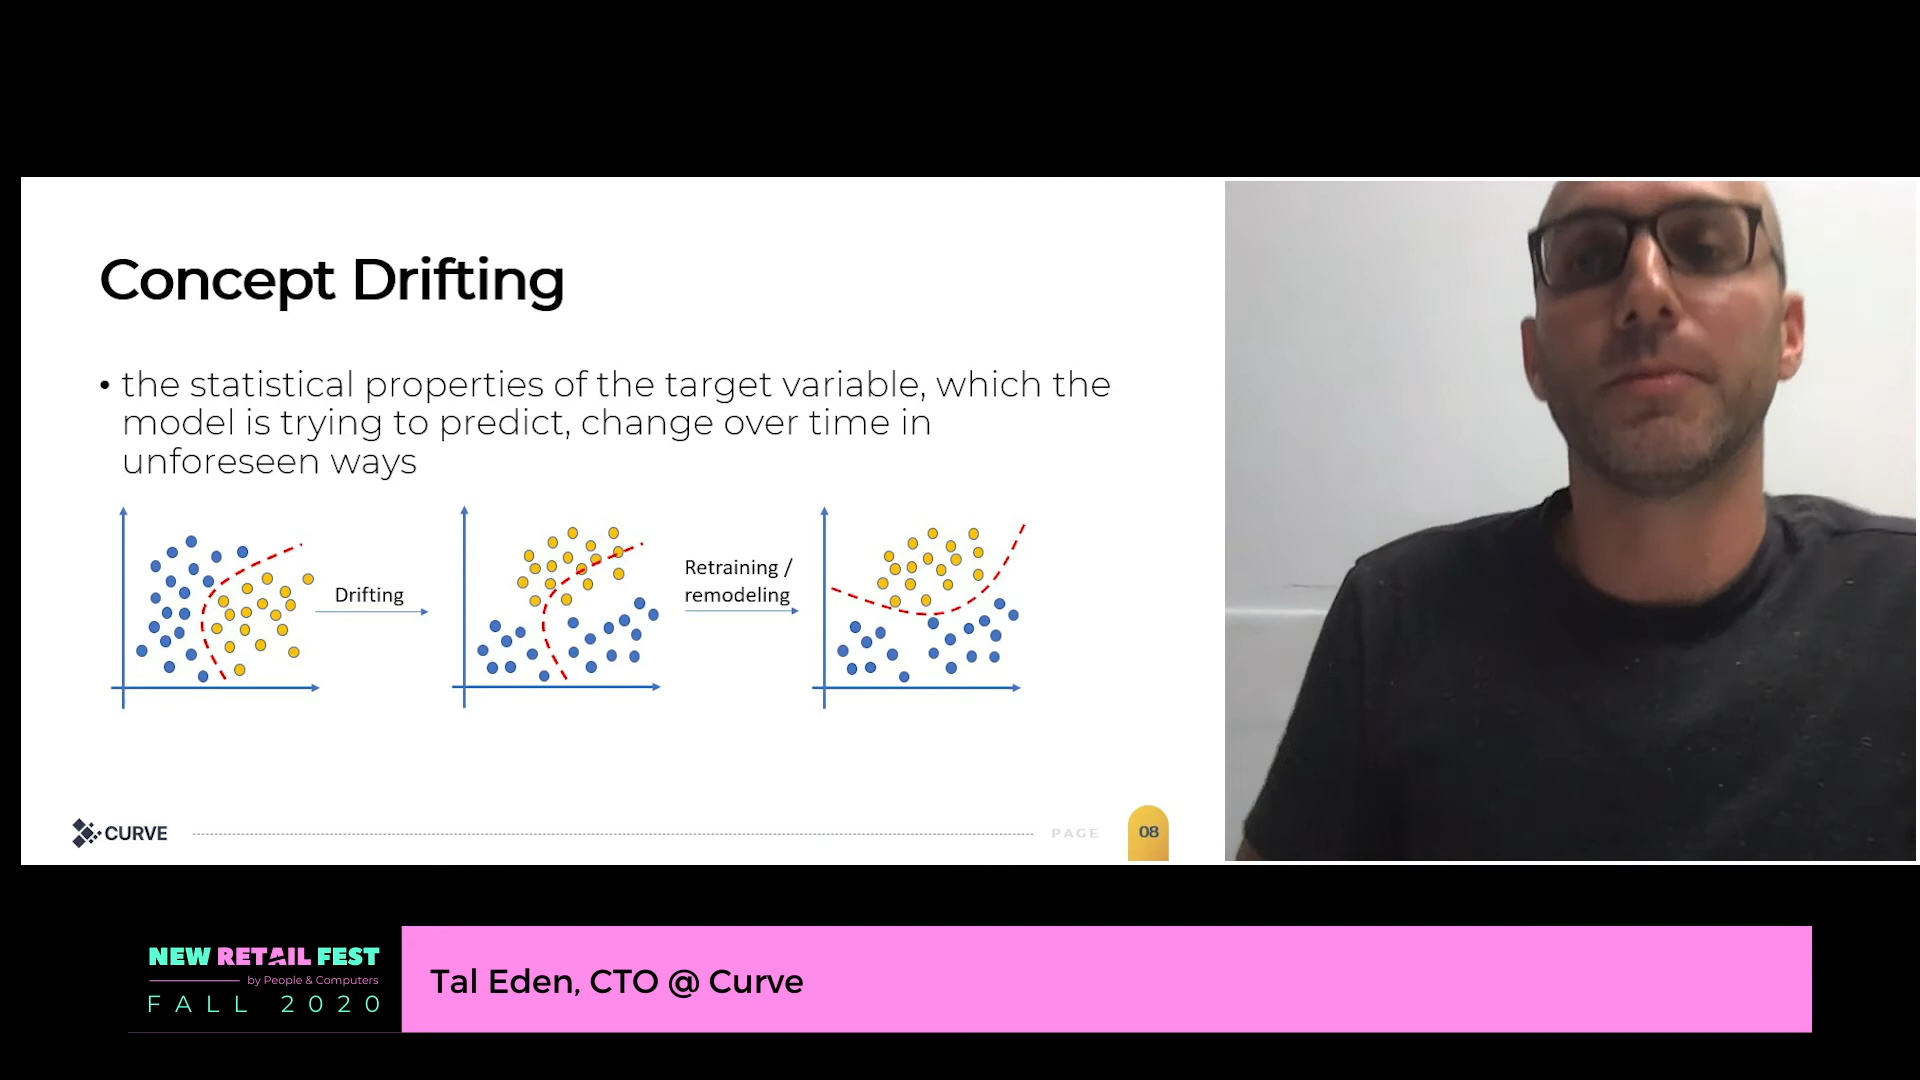 Concept Drifting
• the statistical properties of the target variable, which the
model is trying to predict, change over time in
unforeseen ways
Drifting
Retraining /
remodeling
CURVE
PAGE
08
NEW RETAIL FEST
by People & Computers
FALL 2020
Tal Eden, CTO @ Curve